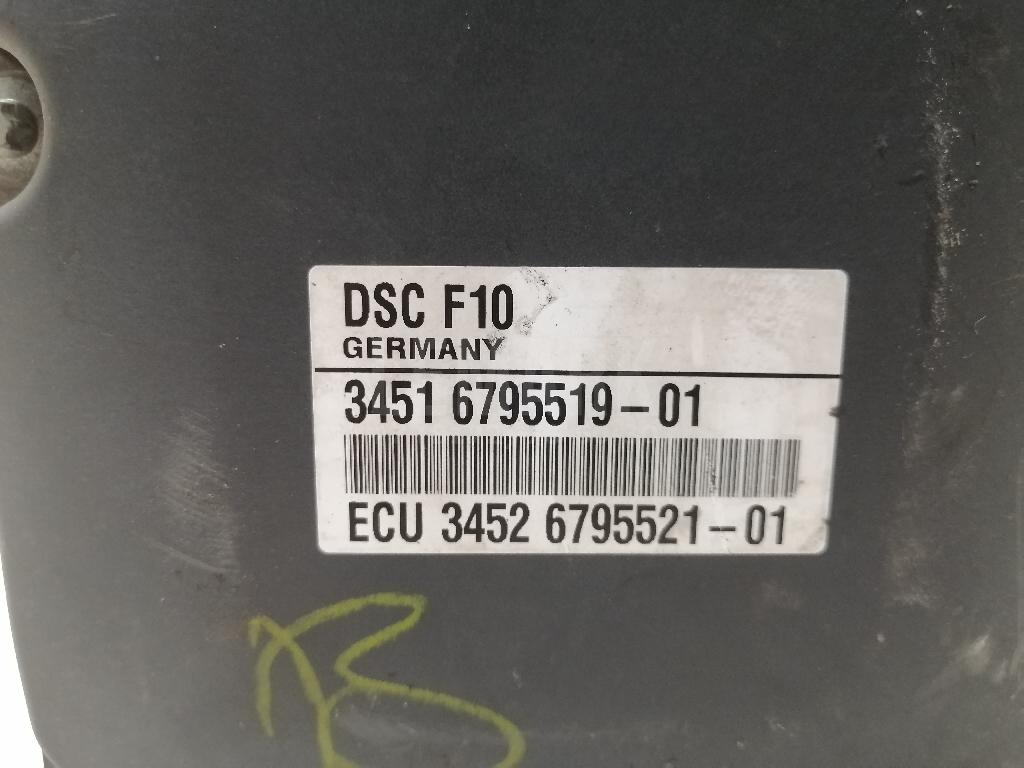 DSC F10
GERMANY
3451 6795519-01
ECU 3452 6795521-01
B